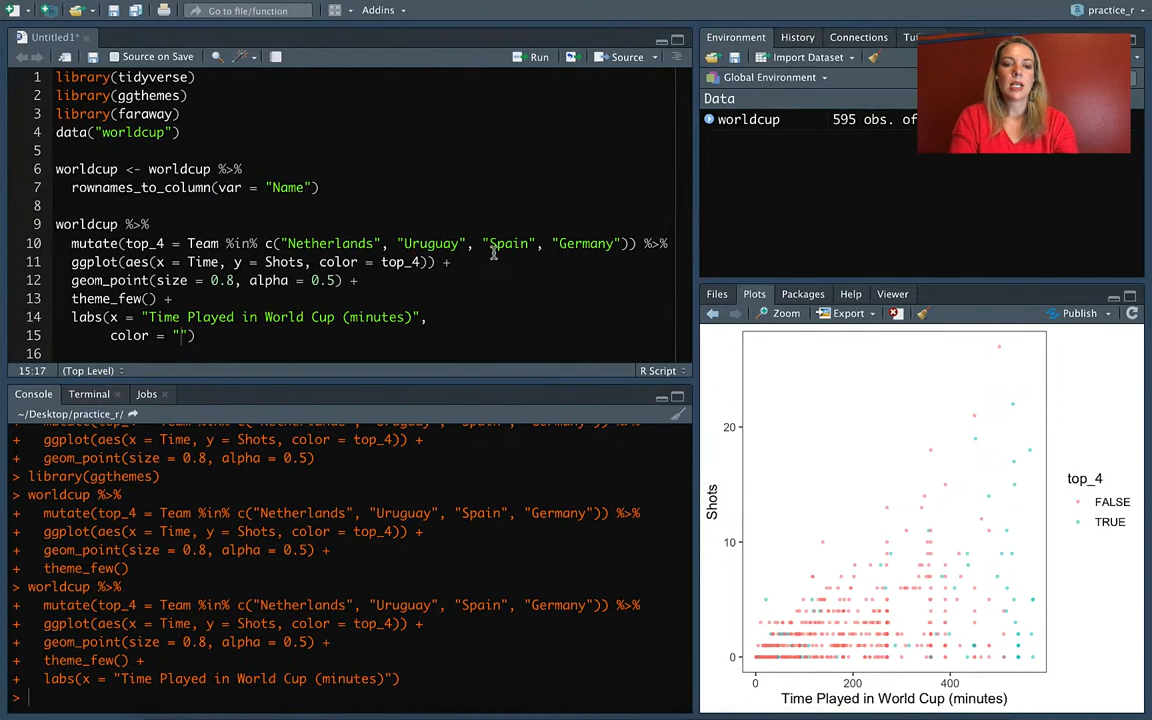 Go to file/function
Addins
practice_r
Untitled1*
Source on Save
Run
Source
1 library(tidyverse)
2 library(ggthemes)
3 library(faraway)
4 data("worldcup")
5
6 worldcup <- worldcup %>%
7 rownames_to_column(var = "Name")
8
9 worldcup %>%
10 mutate(top_4 = Team %in% c("Netherlands", "Uruguay", "Spain", "Germany")) %>%
11 ggplot(aes(x = Time, y = Shots, color = top_4)) +
12 geom_point(size = 0.8, alpha = 0.5) +
13 theme_few() +
14 labs(x = "Time Played in World Cup (minutes)",
15 color = "")
16
15:17 (Top Level) R Script
Console Terminal Jobs
~/Desktop/practice_r/
+ ggplot(aes(x = Time, y = Shots, color = top_4)) +
+ geom_point(size = 0.8, alpha = 0.5)
> library(ggthemes)
> worldcup %>%
+ mutate(top_4 = Team %in% c("Netherlands", "Uruguay", "Spain", "Germany")) %>%
+ ggplot(aes(x = Time, y = Shots, color = top_4)) +
+ geom_point(size = 0.8, alpha = 0.5) +
+ theme_few()
> worldcup %>%
+ mutate(top_4 = Team %in% c("Netherlands", "Uruguay", "Spain", "Germany")) %>%
+ ggplot(aes(x = Time, y = Shots, color = top_4)) +
+ geom_point(size = 0.8, alpha = 0.5) +
+ theme_few() +
+ labs(x = "Time Played in World Cup (minutes)")
>
Environment History Connections
Import Dataset
Global Environment
Data
worldcup 595 obs. of
Files Plots Packages Help Viewer
Zoom Export Publish
20
10
0
Shots
0 200 400
Time Played in World Cup (minutes)
top_4
FALSE
TRUE